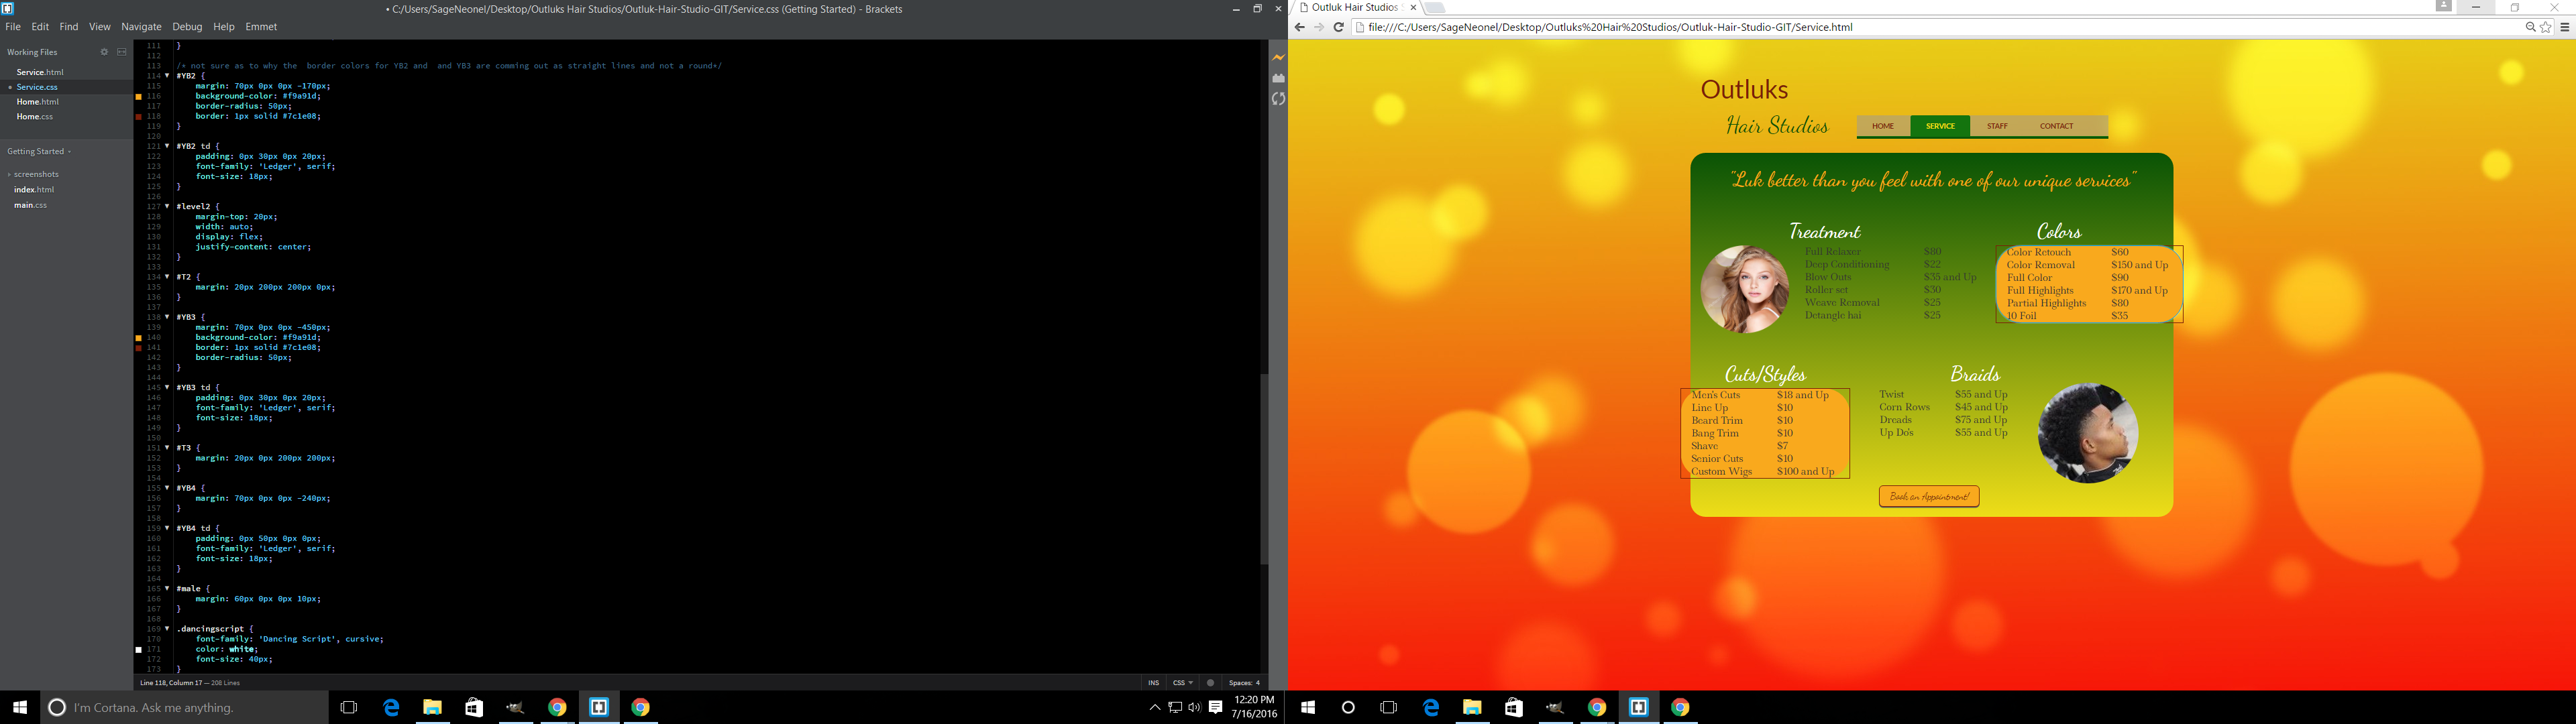 • C:/Users/SageNeonel/Desktop/Outluks Hair Studios/Outluk-Hair-Studio-GIT/Service.css (Getting Started) - Brackets
File Edit Find View Navigate Debug Help Emmet
Working Files
Service.html
Service.css
Home.html
Home.css
Getting Started
screenshots
index.html
main.css
111 }
112
113 /* not sure as to why the border colors for YB2 and and YB3 are comming out as straight lines and not a round*/
114 #YB2 {
115 margin: 70px 0px 0px -170px;
116 background-color: #f9a91d;
117 border-radius: 50px;
118 border: 1px solid #7c1e08;
119 }
120
121 #YB2 td {
122 padding: 0px 30px 0px 20px;
123 font-family: 'Ledger', serif;
124 font-size: 18px;
125 }
126
127 #level2 {
128 margin-top: 20px;
129 width: auto;
130 display: flex;
131 justify-content: center;
132 }
133
134 #T2 {
135 margin: 20px 200px 200px 0px;
136 }
137
138 #YB3 {
139 margin: 70px 0px 0px -450px;
140 background-color: #f9a91d;
141 border: 1px solid #7c1e08;
142 border-radius: 50px;
143 }
144
145 #YB3 td {
146 padding: 0px 30px 0px 20px;
147 font-family: 'Ledger', serif;
148 font-size: 18px;
149 }
150
151 #T3 {
152 margin: 20px 0px 200px 200px;
153 }
154
155 #YB4 {
156 margin: 70px 0px 0px -240px;
157 }
158
159 #YB4 td {
160 padding: 0px 50px 0px 0px;
161 font-family: 'Ledger', serif;
162 font-size: 18px;
163 }
164
165 #male {
166 margin: 60px 0px 0px 10px;
167 }
168
169 .dancingscript {
170 font-family: 'Dancing Script', cursive;
171 color: white;
172 font-size: 40px;
173 }
Line 118, Column 17 — 208 Lines
INS CSS Spaces: 4
I'm Cortana. Ask me anything.
12:20 PM
7/16/2016
Outluk Hair Studios
file:///C:/Users/SageNeonel/Desktop/Outluks%20Hair%20Studios/Outluk-Hair-Studio-GIT/Service.html
Outluks
Hair Studios
HOME SERVICE STAFF CONTACT
"Luk better than you feel with one of our unique services"
Treatment
Full Relaxer $80
Deep Conditioning $22
Blow Outs $35 and Up
Roller set $30
Weave Removal $25
Detangle hai $25
Colors
Color Retouch $60
Color Removal $150 and Up
Full Color $90
Full Highlights $170 and Up
Partial Highlights $80
10 Foil $35
Cuts/Styles
Men's Cuts $18 and Up
Line Up $10
Beard Trim $10
Bang Trim $10
Shave $7
Senior Cuts $10
Custom Wigs $100 and Up
Braids
Twist $55 and Up
Corn Rows $45 and Up
Dreads $75 and Up
Up Do's $55 and Up
Book an Appointment!